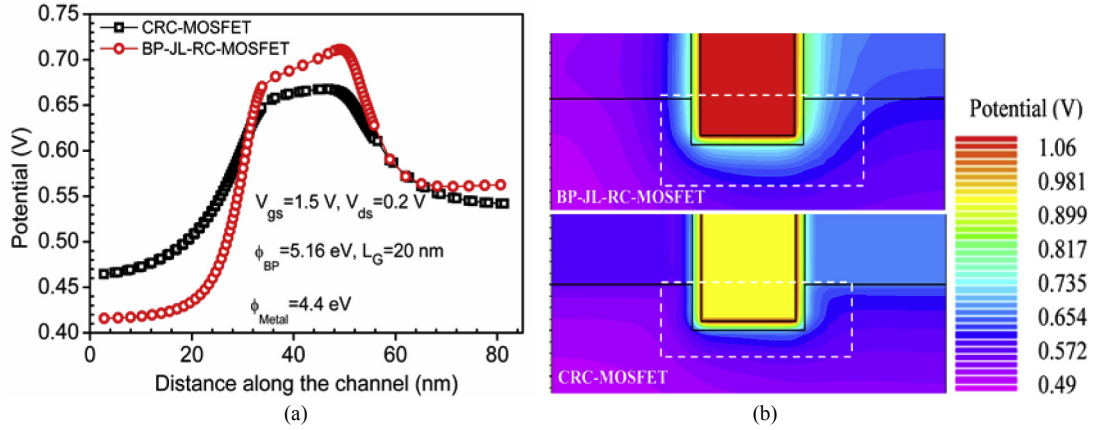 CRC-MOSFET
BP-JL-RC-MOSFET
0.75
0.70
0.65
0.60
0.55
0.50
0.45
0.40
Potential (V)
V_gs=1.5 V, V_ds=0.2 V
ϕ_BP=5.16 eV, L_G=20 nm
ϕ_Metal=4.4 eV
0 20 40 60 80
Distance along the channel (nm)
(a)
BP-JL-RC-MOSFET
CRC-MOSFET
Potential (V)
1.06
0.981
0.899
0.817
0.735
0.654
0.572
0.49
(b)